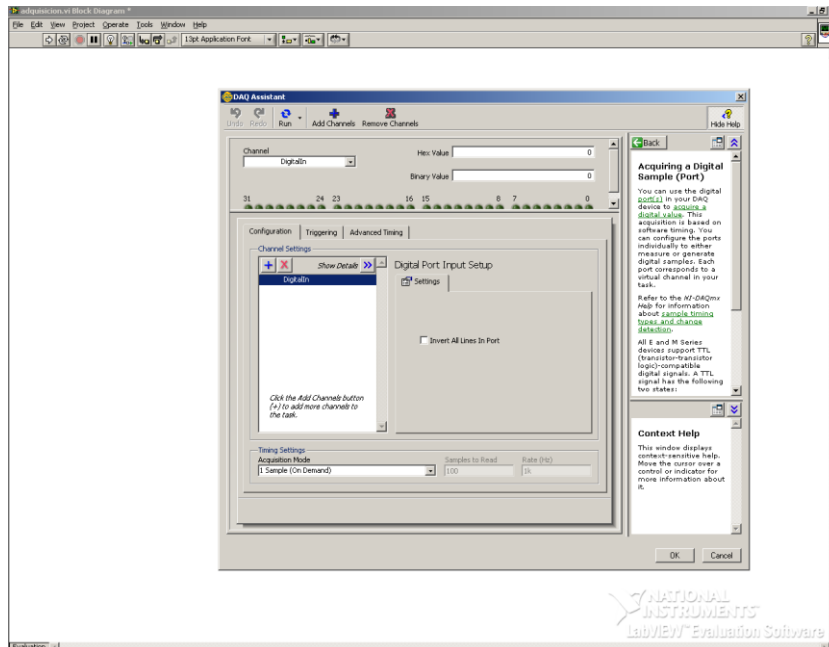 adquisicion.vi Block Diagram *
File Edit View Project Operate Tools Window Help
13pt Application Font
DAQ Assistant
Undo Redo Run Add Channels Remove Channels Hide Help
Channel
DigitalIn
Hex Value 0
Binary Value 0
31 24 23 16 15 8 7 0
Configuration Triggering Advanced Timing
Channel Settings
Show Details
DigitalIn
Click the Add Channels button
(+) to add more channels to
the task.
Digital Port Input Setup
Settings
Invert All Lines In Port
Timing Settings
Acquisition Mode Samples to Read Rate (Hz)
1 Sample (On Demand) 100 1k
Back
Acquiring a Digital
Sample (Port)
You can use the digital
port(s) in your DAQ
device to acquire a
digital value. This
acquisition is based on
software timing. You
can configure the ports
individually to either
measure or generate
digital samples. Each
port corresponds to a
virtual channel in your
task.
Refer to the NI-DAQmx
Help for information
about sample timing
types and change
detection.
All E and M Series
devices support TTL
(transistor-transistor
logic)-compatible
digital signals. A TTL
signal has the following
two states:
Context Help
This window displays
context-sensitive help.
Move the cursor over a
control or indicator for
more information about
it.
OK Cancel
NATIONAL
INSTRUMENTS
LabVIEW™ Evaluation Software
Evaluation